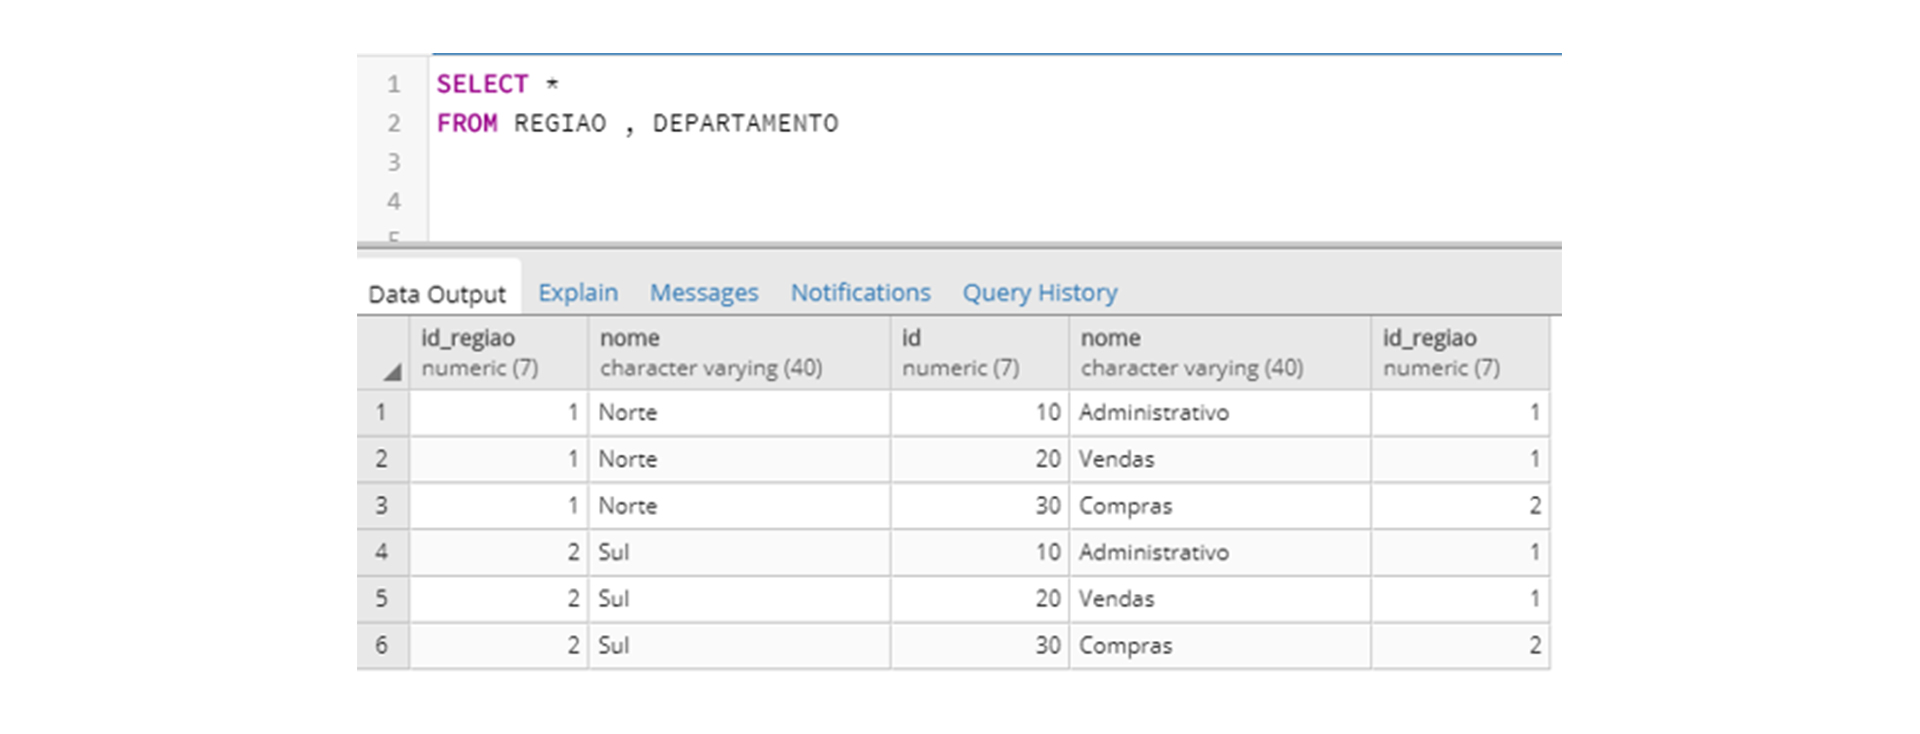 1 SELECT *
2 FROM REGIAO , DEPARTAMENTO
3
4
5
Data Output Explain Messages Notifications Query History
id_regiao nome id nome id_regiao
numeric (7) character varying (40) numeric (7) character varying (40) numeric (7)
1 1 Norte 10 Administrativo 1
2 1 Norte 20 Vendas 1
3 1 Norte 30 Compras 2
4 2 Sul 10 Administrativo 1
5 2 Sul 20 Vendas 1
6 2 Sul 30 Compras 2